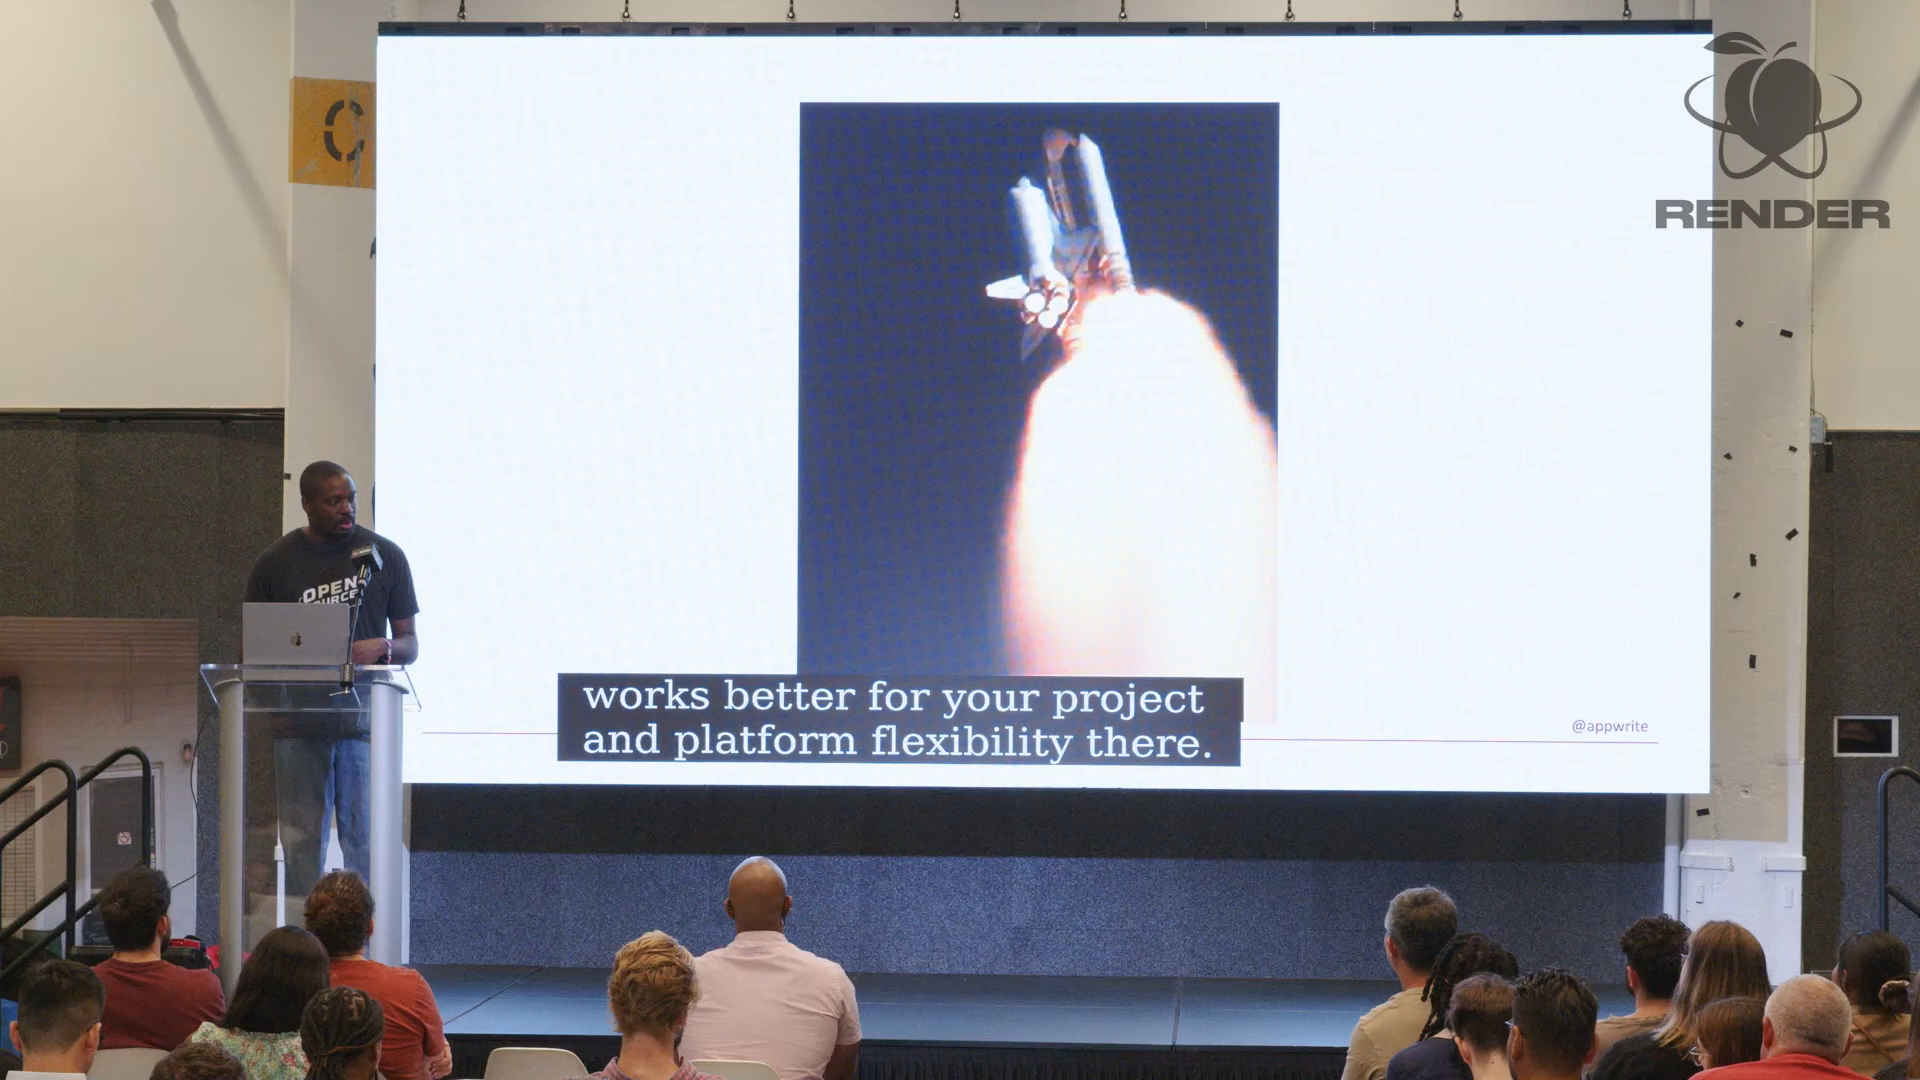 RENDER
OPEN
works better for your project
and platform flexibility there.
@appwrite